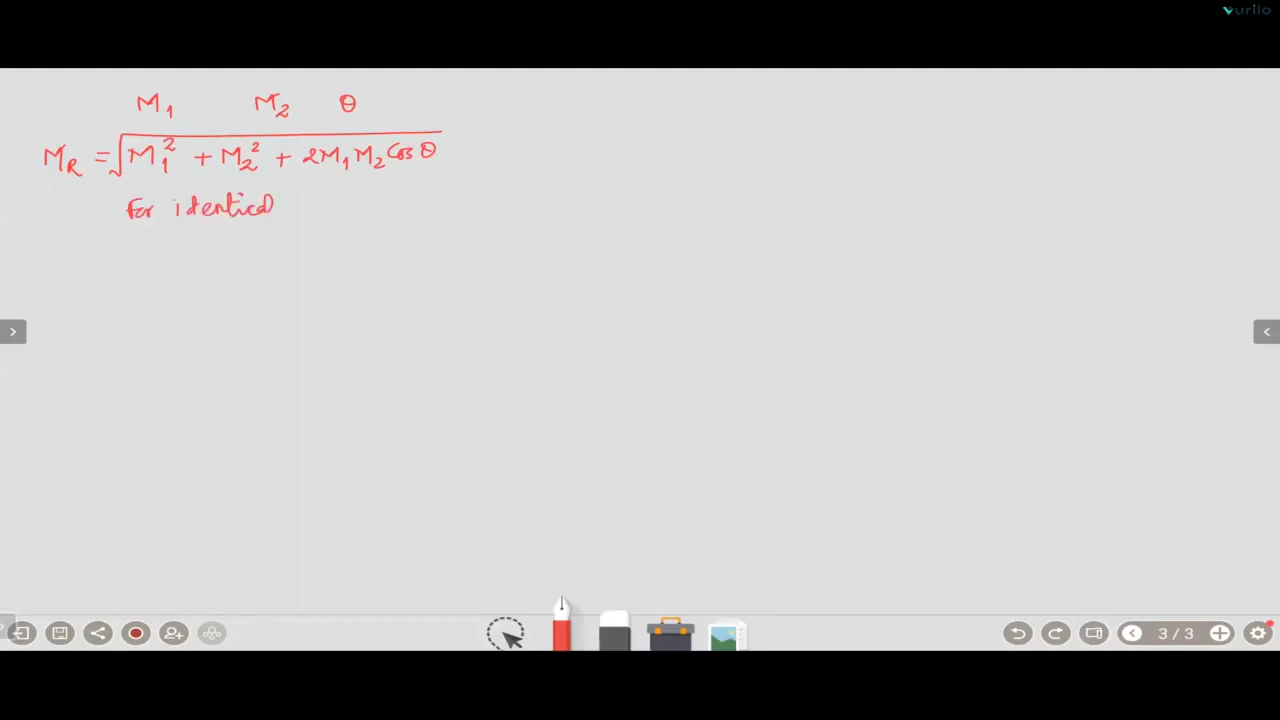 vurilo
M₁ M₂ θ
M_R = √(M₁² + M₂² + 2M₁M₂ Cos θ)
For identical
3 / 3